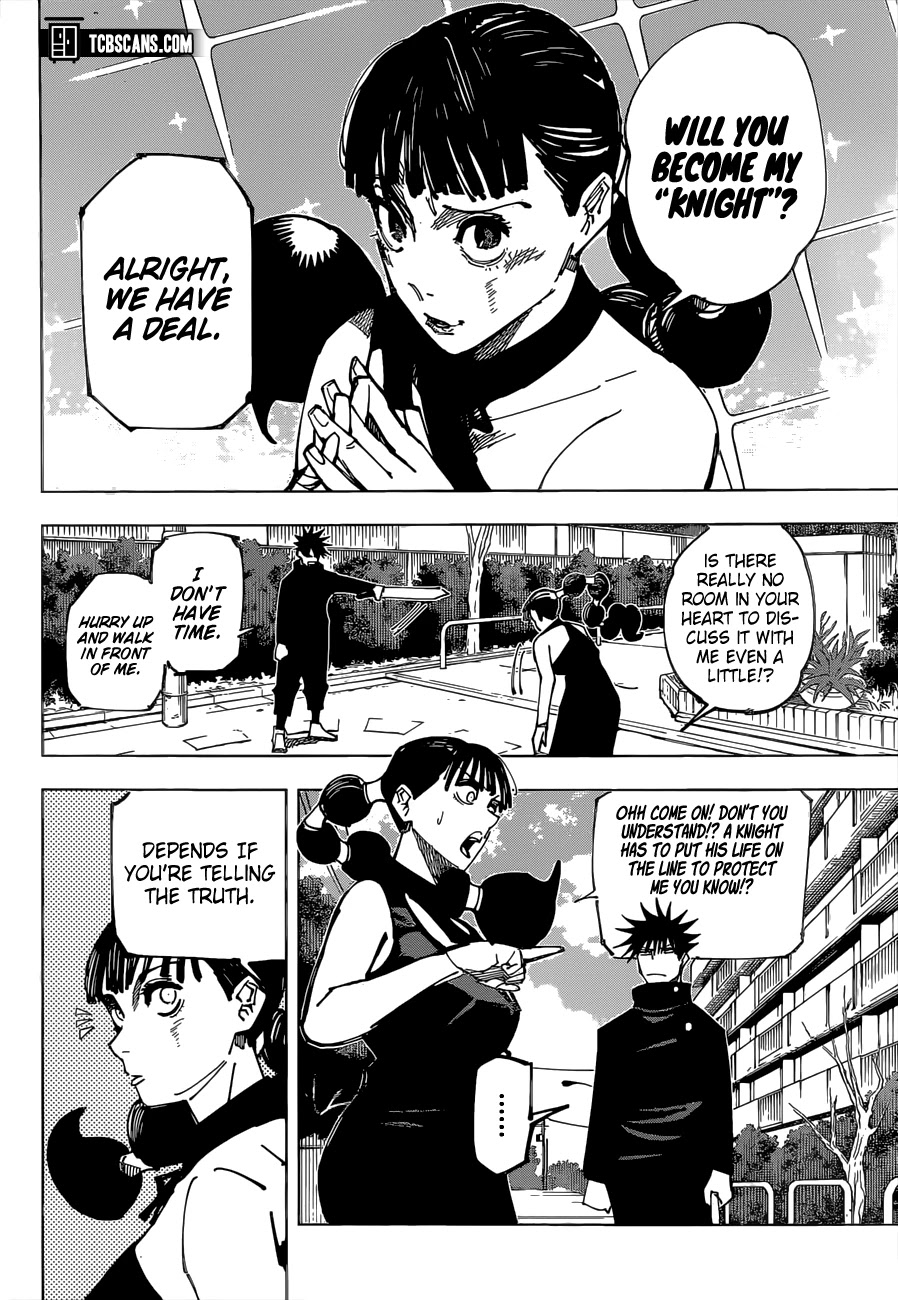 TCBSCANS.COM
WILL YOU
BECOME MY
"KNIGHT"?
ALRIGHT,
WE HAVE
A DEAL.
IS THERE
REALLY NO
ROOM IN YOUR
HEART TO DIS-
CUSS IT WITH
ME EVEN A
LITTLE!?
I
DON'T
HAVE
TIME.
HURRY UP
AND WALK
IN FRONT
OF ME.
OHH COME ON! DON'T YOU
UNDERSTAND!? A KNIGHT
HAS TO PUT HIS LIFE ON
THE LINE TO PROTECT
ME YOU KNOW!?
......
DEPENDS IF
YOU'RE TELLING
THE TRUTH.